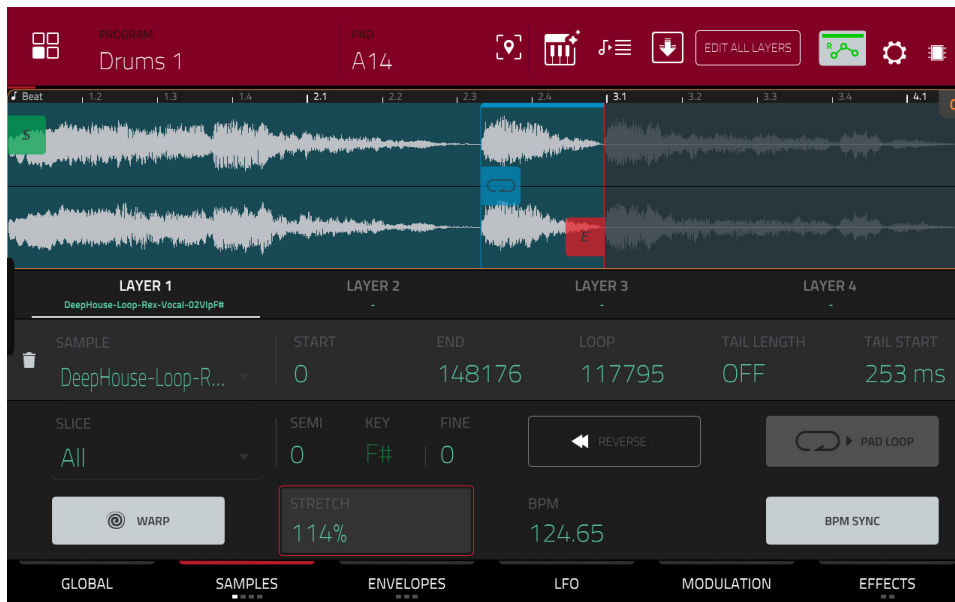 PROGRAM
Drums 1
PAD
A14
EDIT ALL LAYERS
R
Beat 1.2 1.3 1.4 2.1 2.2 2.3 2.4 3.1 3.2 3.3 3.4 4.1
S
E
LAYER 1 LAYER 2 LAYER 3 LAYER 4
DeepHouse-Loop-Rex-Vocal-02VlpF# - - -
SAMPLE START END LOOP TAIL LENGTH TAIL START
DeepHouse-Loop-R... 0 148176 117795 OFF 253 ms
SLICE SEMI KEY FINE
All 0 F# 0
REVERSE
PAD LOOP
WARP
STRETCH
114%
BPM
124.65
BPM SYNC
GLOBAL SAMPLES ENVELOPES LFO MODULATION EFFECTS